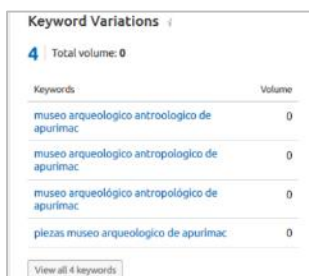 Keyword Variations i
4 Total volume: 0
Keywords Volume
museo arqueologico antroologico de
apurimac 0
museo arqueologico antropologico de
apurimac 0
museo arqueológico antropológico de
apurimac 0
piezas museo arqueologico de apurimac 0
View all 4 keywords